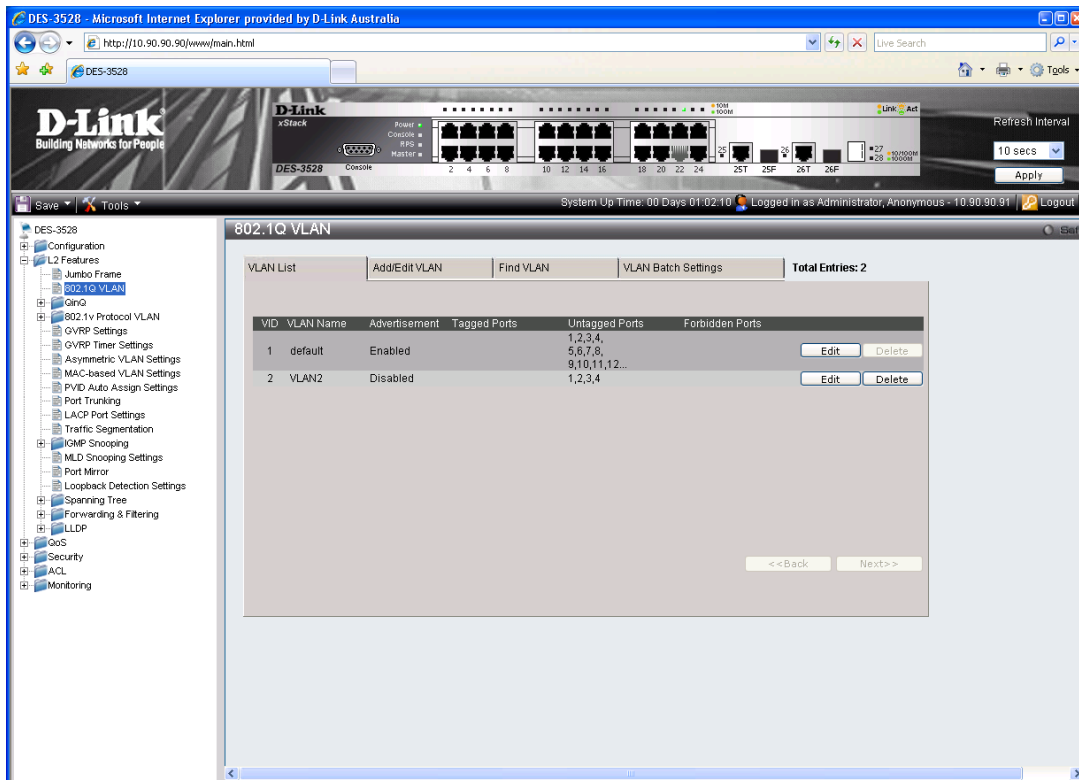 DES-3528 - Microsoft Internet Explorer provided by D-Link Australia
http://10.90.90.90/www/main.html
Live Search
DES-3528
Tools
D-Link
Building Networks for People
D-Link
xStack
Power
Console
RPS
Master
10M
100M
Link
Act
DES-3528
Console
2 4 6 8
10 12 14 16
18 20 22 24
25
25T
25F
26
26T
26F
27
28
10/100M
1000M
Refresh Interval
10 secs
Apply
Save
Tools
System Up Time: 00 Days 01:02:10
Logged in as Administrator, Anonymous - 10.90.90.91
Logout
DES-3528
Configuration
L2 Features
Jumbo Frame
802.1Q VLAN
QinQ
802.1v Protocol VLAN
GVRP Settings
GVRP Timer Settings
Asymmetric VLAN Settings
MAC-based VLAN Settings
PVID Auto Assign Settings
Port Trunking
LACP Port Settings
Traffic Segmentation
IGMP Snooping
MLD Snooping Settings
Port Mirror
Loopback Detection Settings
Spanning Tree
Forwarding & Filtering
LLDP
QoS
Security
ACL
Monitoring
802.1Q VLAN
VLAN List
Add/Edit VLAN
Find VLAN
VLAN Batch Settings
Total Entries: 2
VID VLAN Name Advertisement Tagged Ports Untagged Ports Forbidden Ports
1 default Enabled 1,2,3,4,
5,6,7,8,
9,10,11,12...
Edit Delete
2 VLAN2 Disabled 1,2,3,4 Edit Delete
<<Back Next>>